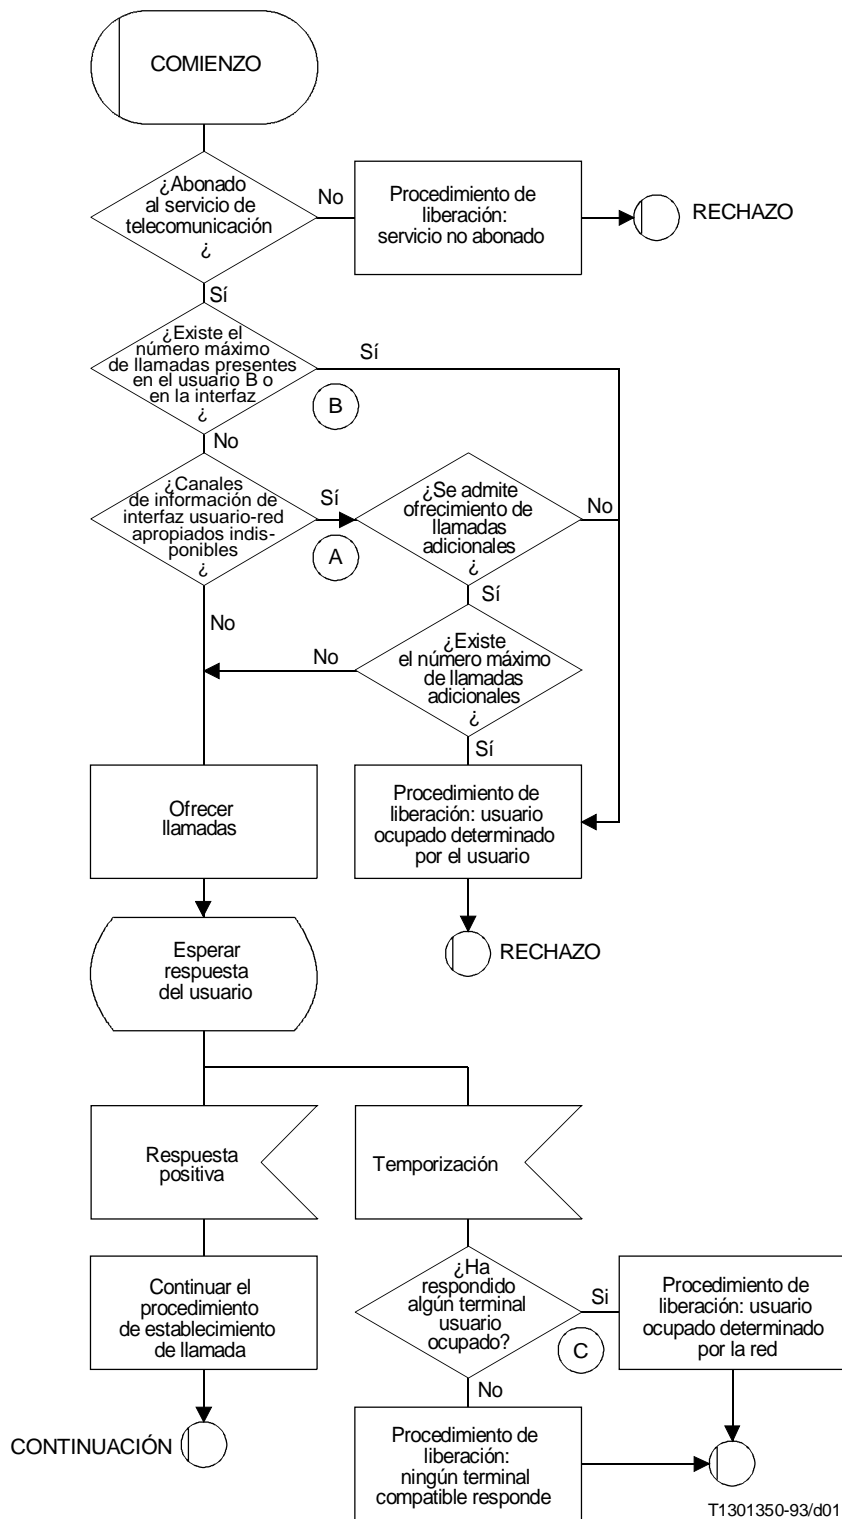 COMIENZO
¿Abonado
al servicio de
telecomunicación
¿
No
Procedimiento de
liberación:
servicio no abonado
RECHAZO
Sí
¿Existe el
número máximo
de llamadas presentes
en el usuario B o
en la interfaz
¿
Sí
B
No
¿Canales
de información de
interfaz usuario-red
apropiados indis-
ponibles
¿
Sí
A
¿Se admite
ofrecimiento de
llamadas
adicionales
¿
No
Sí
No
¿Existe
el número máximo
de llamadas
adicionales
¿
No
Sí
Ofrecer
llamadas
Procedimiento de
liberación: usuario
ocupado determinado
por el usuario
RECHAZO
Esperar
respuesta
del usuario
Respuesta
positiva
Temporización
Continuar el
procedimiento
de establecimiento
de llamada
¿Ha
respondido
algún terminal
usuario
ocupado?
Si
C
Procedimiento de
liberación: usuario
ocupado determinado
por la red
No
CONTINUACIÓN
Procedimiento de
liberación:
ningún terminal
compatible responde
T1301350-93/d01